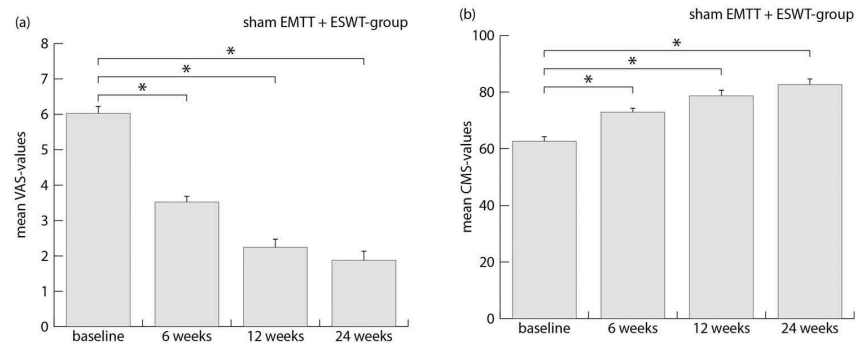 (a)
sham EMTT + ESWT-group
mean VAS-values
8
7
6
5
4
3
2
1
0
*
*
*
baseline 6 weeks 12 weeks 24 weeks
(b)
sham EMTT + ESWT-group
mean CMS-values
100
80
60
40
20
0
*
*
*
baseline 6 weeks 12 weeks 24 weeks